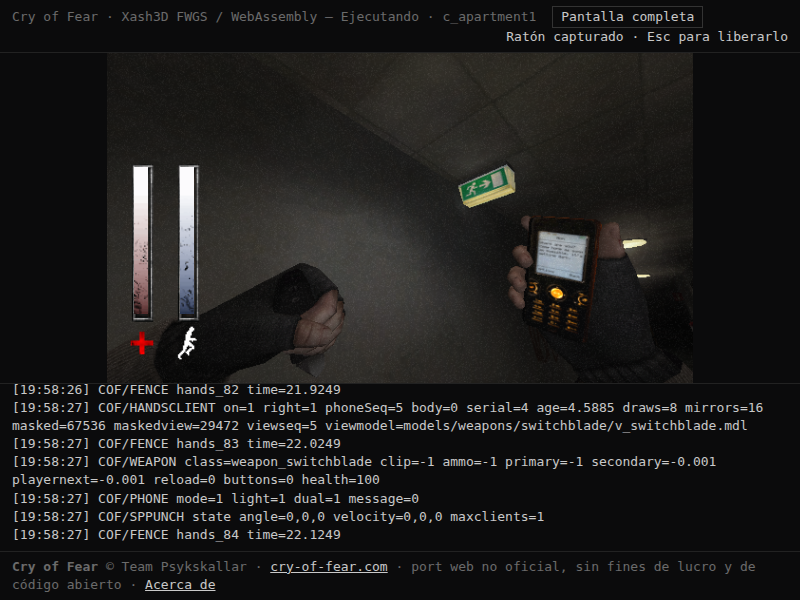 Cry of Fear · Xash3D FWGS / WebAssembly — Ejecutando · c_apartment1
Pantalla completa
Ratón capturado · Esc para liberarlo
[19:58:26] COF/FENCE hands_82 time=21.9249
[19:58:27] COF/HANDSCLIENT on=1 right=1 phoneSeq=5 body=0 serial=4 age=4.5885 draws=8 mirrors=16
masked=67536 maskedview=29472 viewseq=5 viewmodel=models/weapons/switchblade/v_switchblade.mdl
[19:58:27] COF/FENCE hands_83 time=22.0249
[19:58:27] COF/WEAPON class=weapon_switchblade clip=-1 ammo=-1 primary=-1 secondary=-0.001
playernext=-0.001 reload=0 buttons=0 health=100
[19:58:27] COF/PHONE mode=1 light=1 dual=1 message=0
[19:58:27] COF/SPPUNCH state angle=0,0,0 velocity=0,0,0 maxclients=1
[19:58:27] COF/FENCE hands_84 time=22.1249
Cry of Fear © Team Psykskallar · cry-of-fear.com · port web no oficial, sin fines de lucro y de
código abierto · Acerca de